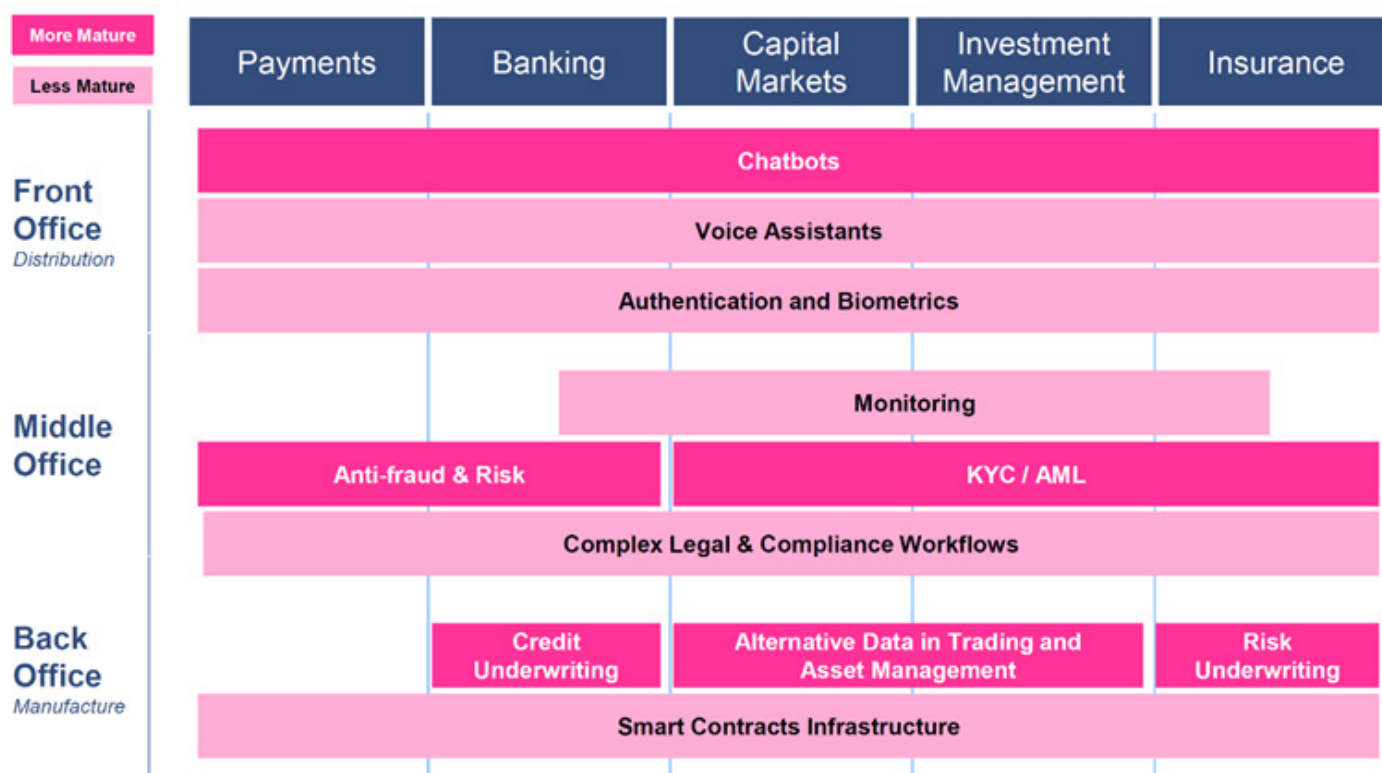 More Mature
Less Mature
Payments
Banking
Capital
Markets
Investment
Management
Insurance
Front
Office
Distribution
Chatbots
Voice Assistants
Authentication and Biometrics
Middle
Office
Monitoring
Anti-fraud & Risk
KYC / AML
Complex Legal & Compliance Workflows
Back
Office
Manufacture
Credit
Underwriting
Alternative Data in Trading and
Asset Management
Risk
Underwriting
Smart Contracts Infrastructure